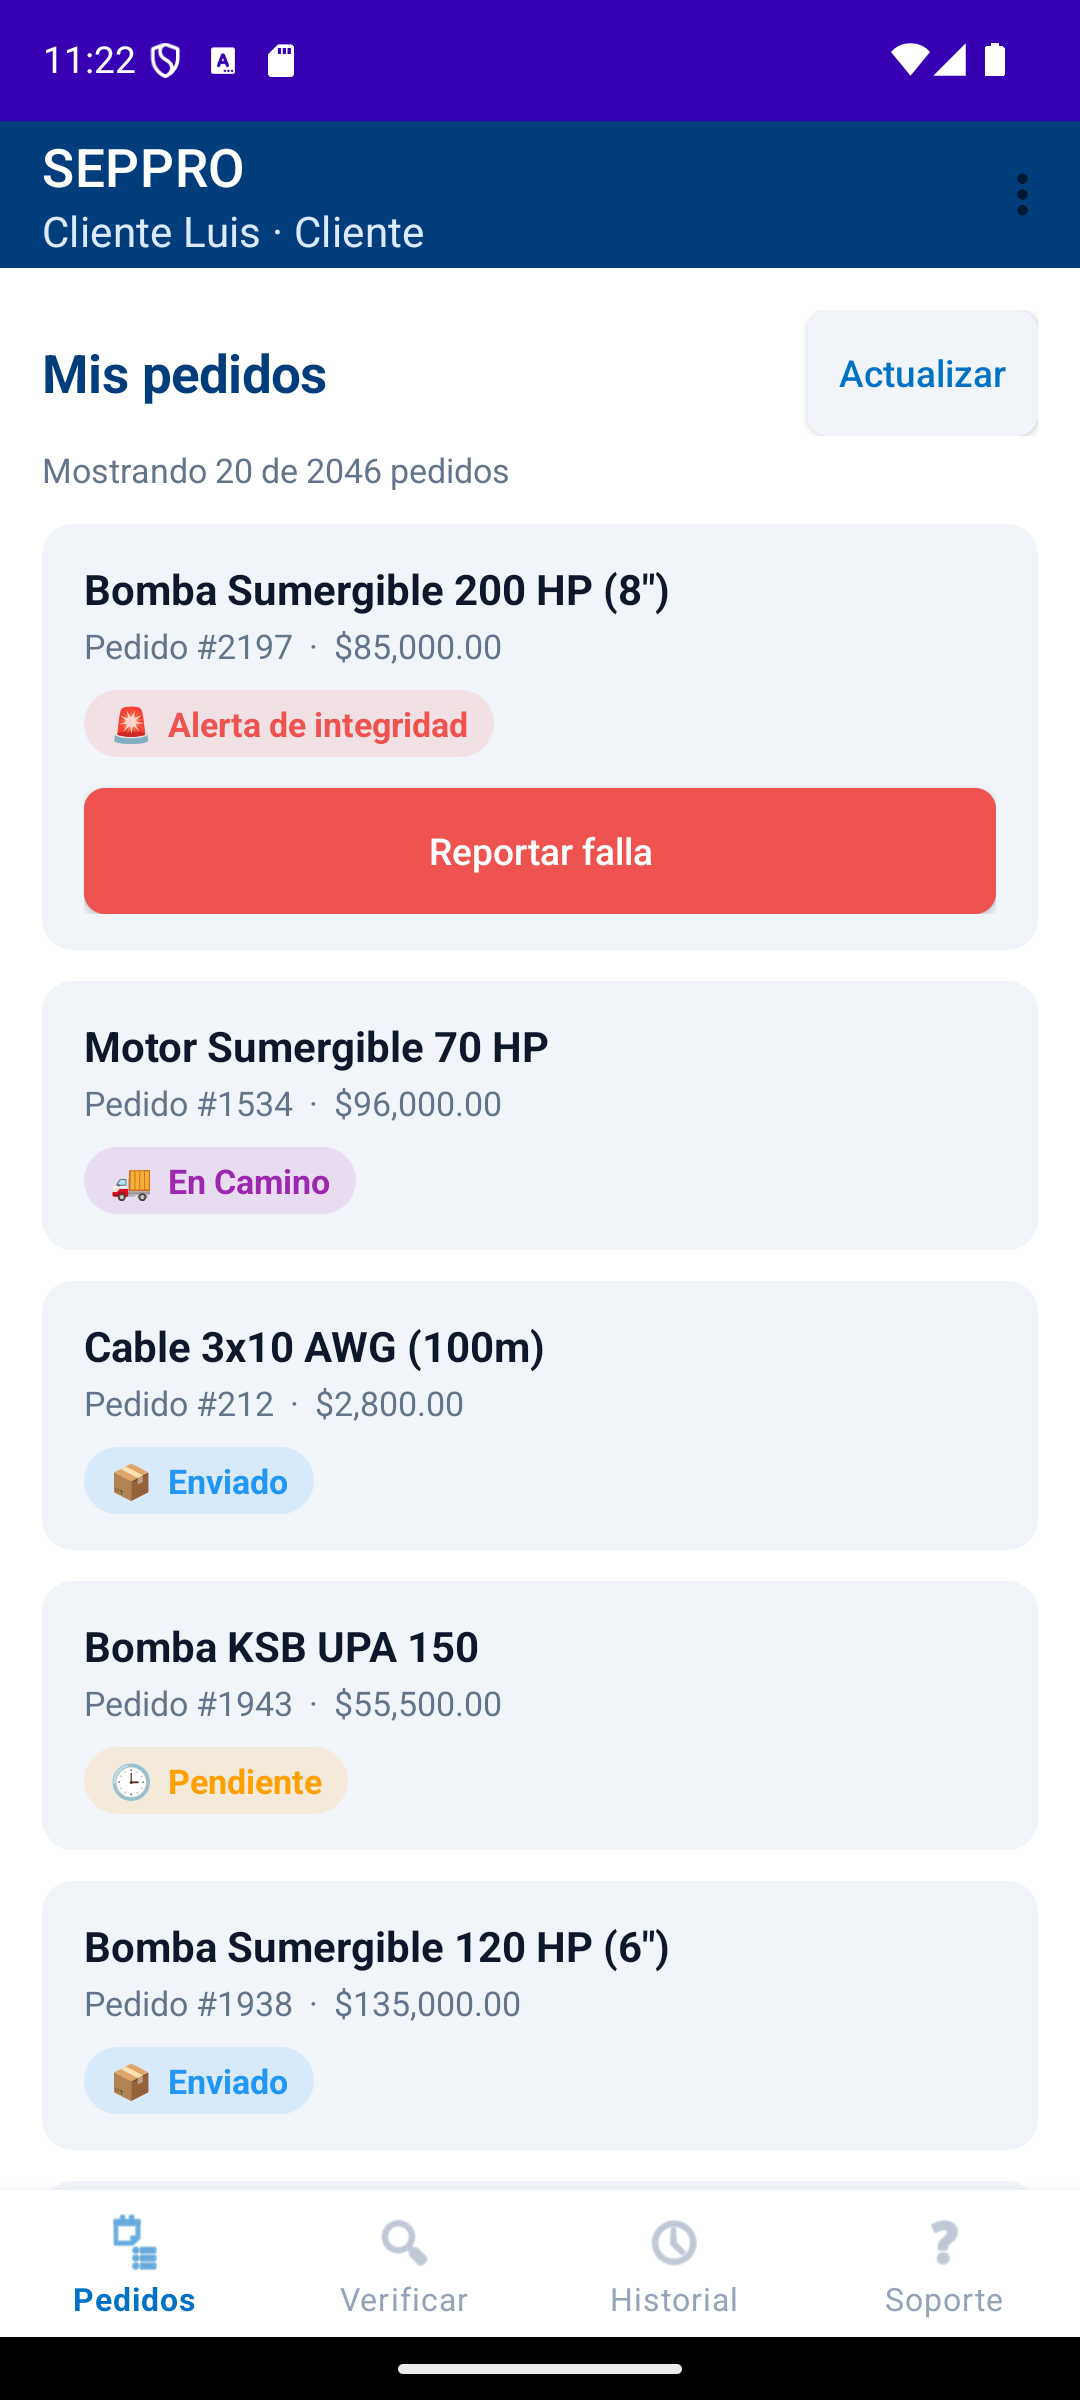 11:22
SEPPRO
Cliente Luis · Cliente
Mis pedidos
Actualizar
Mostrando 20 de 2046 pedidos
Bomba Sumergible 200 HP (8")
Pedido #2197 · $85,000.00
Alerta de integridad
Reportar falla
Motor Sumergible 70 HP
Pedido #1534 · $96,000.00
En Camino
Cable 3x10 AWG (100m)
Pedido #212 · $2,800.00
Enviado
Bomba KSB UPA 150
Pedido #1943 · $55,500.00
Pendiente
Bomba Sumergible 120 HP (6")
Pedido #1938 · $135,000.00
Enviado
Pedidos
Verificar
Historial
Soporte